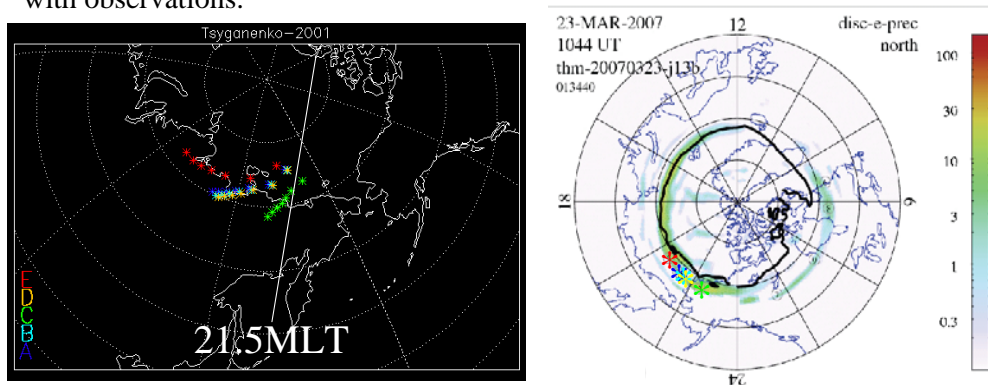 with observations.
Tsyganenko-2001
E
D
C
B
A
21.5MLT
23-MAR-2007
1044 UT
thm-20070323-j13b
013440
12
disc-e-prec
north
18
6
24
100
30
10
3
1
0.3